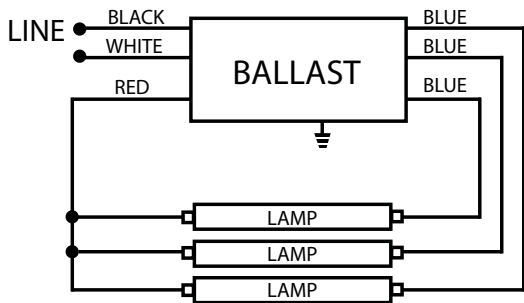 BLACK
BLUE
LINE
WHITE
BLUE
BALLAST
RED
BLUE
LAMP
LAMP
LAMP